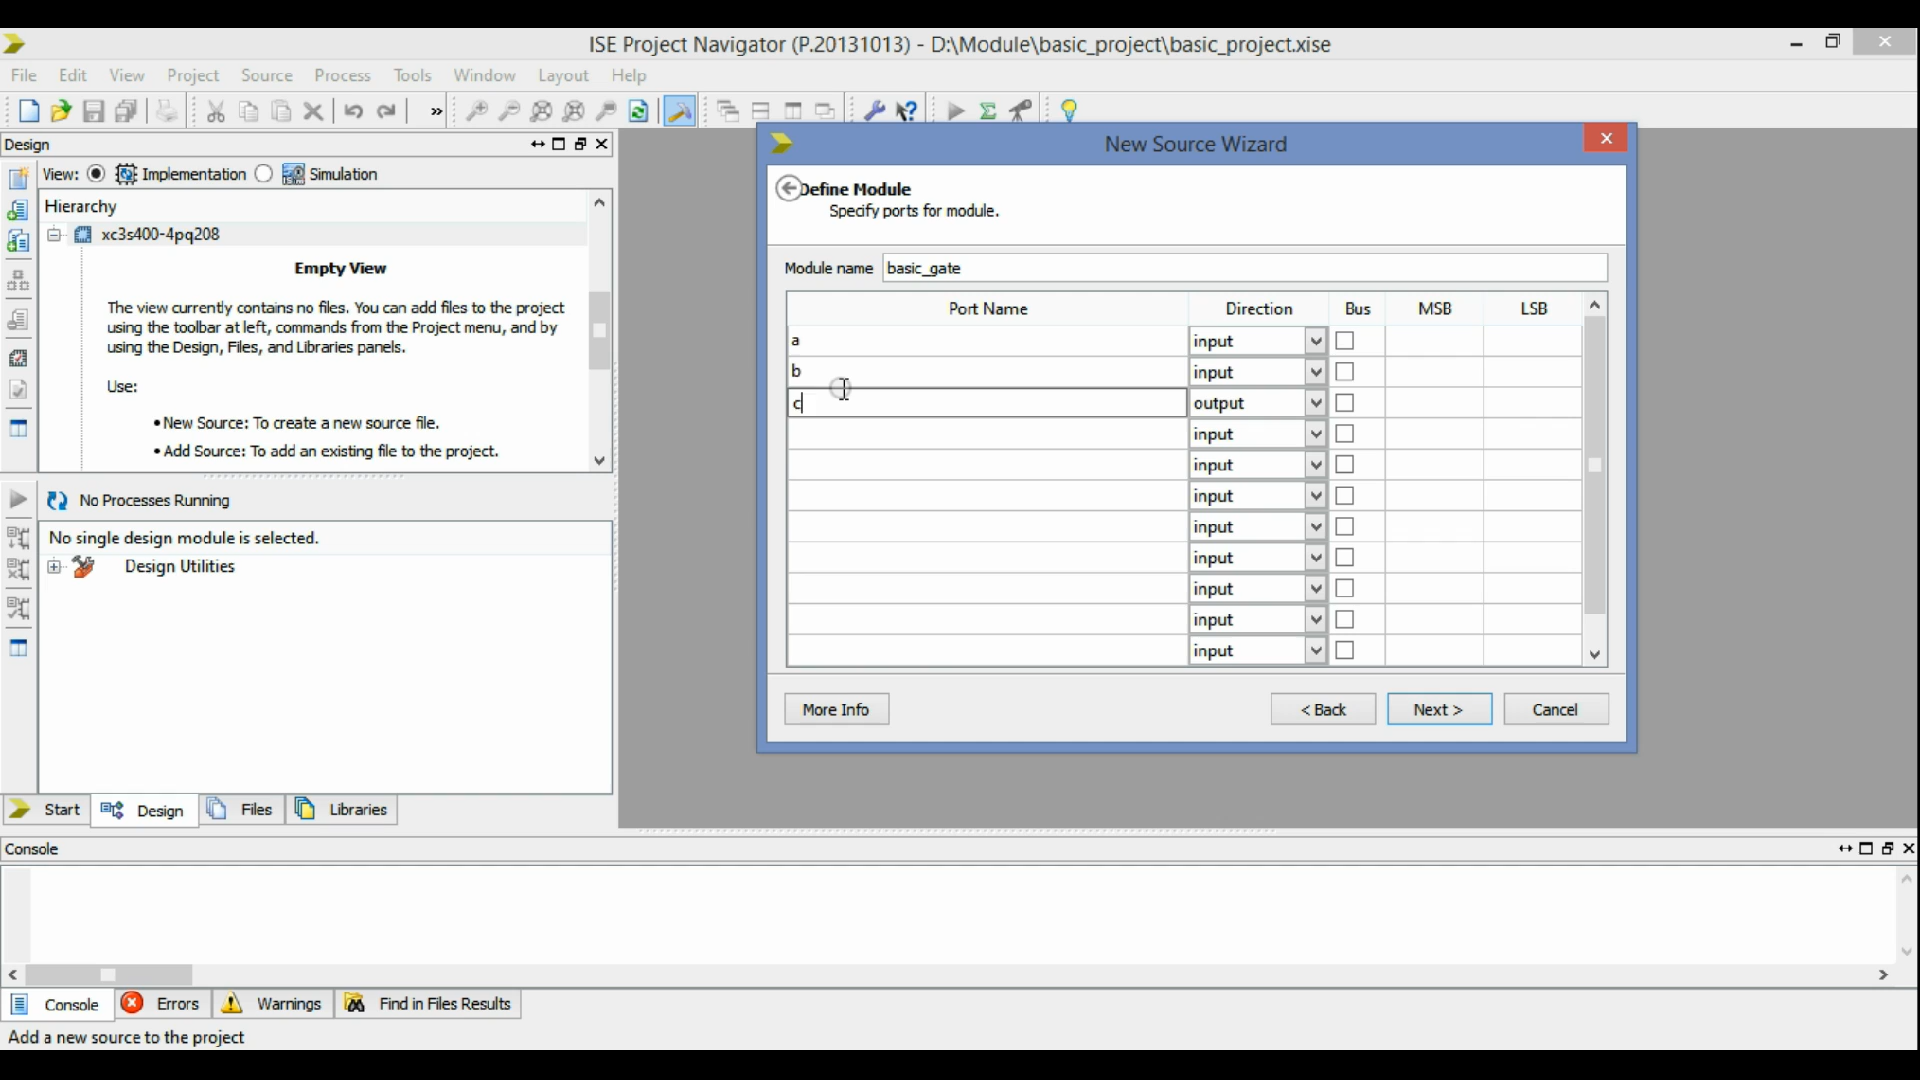 ISE Project Navigator (P.20131013) - D:\Module\basic_project\basic_project.xise
File Edit View Project Source Process Tools Window Layout Help
»
Design
View: Implementation Simulation
Hierarchy
xc3s400-4pq208
Empty View
The view currently contains no files. You can add files to the project
using the toolbar at left, commands from the Project menu, and by
using the Design, Files, and Libraries panels.
Use:
• New Source: To create a new source file.
• Add Source: To add an existing file to the project.
No Processes Running
No single design module is selected.
Design Utilities
Start Design Files Libraries
New Source Wizard
Define Module
Specify ports for module.
Module name basic_gate
Port Name Direction Bus MSB LSB
a input
b input
c output
input
input
input
input
input
input
input
input
More Info < Back Next > Cancel
Console
Console Errors Warnings Find in Files Results
Add a new source to the project